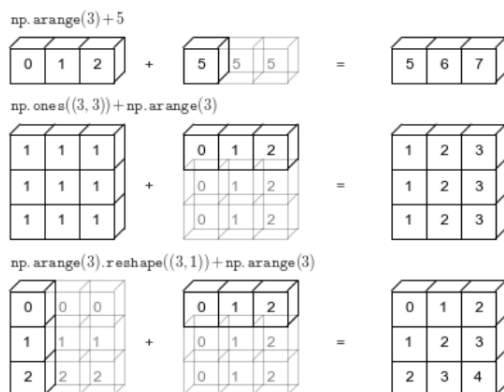 np.arange(3)+5
0 1 2 + 5 5 5 = 5 6 7
np.ones((3,3))+np.arange(3)
1 1 1 0 1 2 1 2 3
1 1 1 + 0 1 2 = 1 2 3
1 1 1 0 1 2 1 2 3
np.arange(3).reshape((3,1))+np.arange(3)
0 0 0 0 1 2 0 1 2
1 1 1 + 0 1 2 = 1 2 3
2 2 2 0 1 2 2 3 4